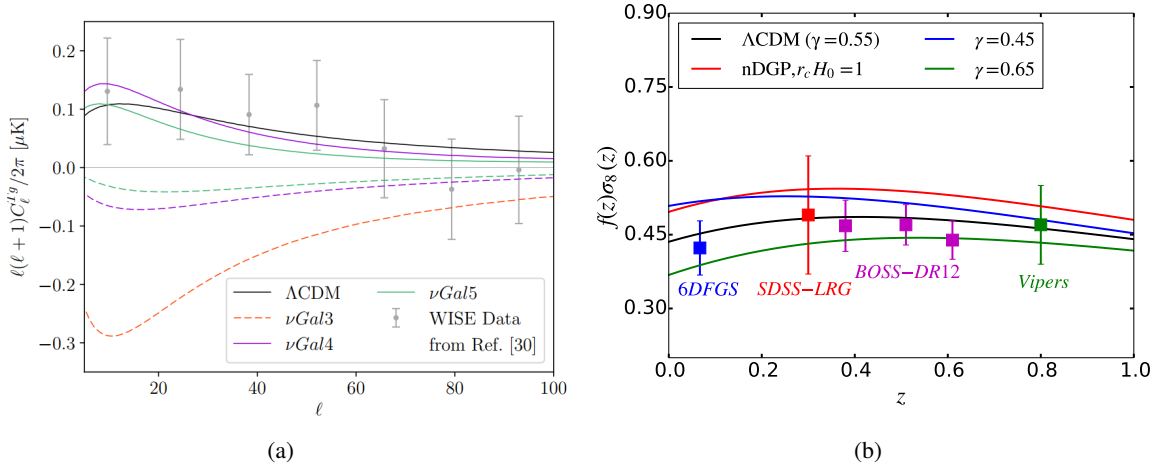 0.2
0.1
0.0
−0.1
−0.2
−0.3
ℓ(ℓ + 1)C_ℓ^{Tg}/2π [μK]
ΛCDM
νGal3
νGal4
νGal5
WISE Data
from Ref. [30]
20 40 60 80 100
ℓ
(a)
0.90
0.75
0.60
0.45
0.30
f(z)σ₈(z)
ΛCDM (γ=0.55)
nDGP, r_cH₀=1
γ=0.45
γ=0.65
6DFGS
SDSS−LRG
BOSS−DR12
Vipers
0.0 0.2 0.4 0.6 0.8 1.0
z
(b)